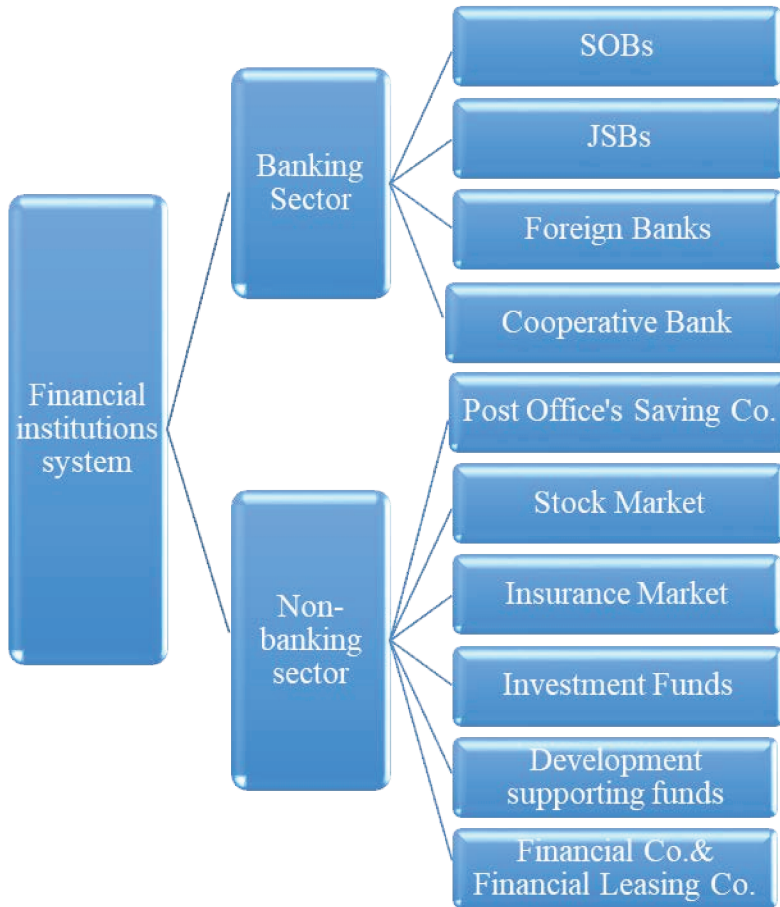 Financial
institutions
system
Banking
Sector
SOBs
JSBs
Foreign Banks
Cooperative Bank
Non-
banking
sector
Post Office's Saving Co.
Stock Market
Insurance Market
Investment Funds
Development
supporting funds
Financial Co.&
Financial Leasing Co.